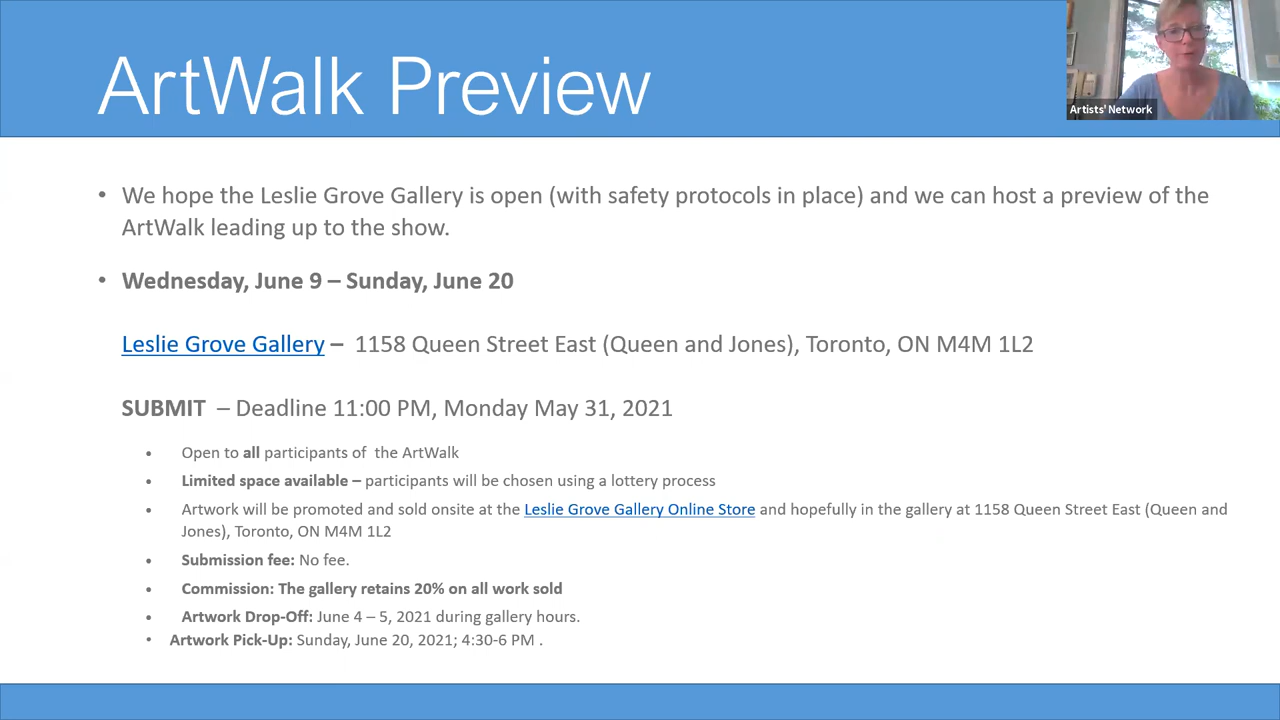 ArtWalk Preview
Artists' Network
• We hope the Leslie Grove Gallery is open (with safety protocols in place) and we can host a preview of the
ArtWalk leading up to the show.
• Wednesday, June 9 – Sunday, June 20
Leslie Grove Gallery – 1158 Queen Street East (Queen and Jones), Toronto, ON M4M 1L2
SUBMIT – Deadline 11:00 PM, Monday May 31, 2021
• Open to all participants of the ArtWalk
• Limited space available – participants will be chosen using a lottery process
• Artwork will be promoted and sold onsite at the Leslie Grove Gallery Online Store and hopefully in the gallery at 1158 Queen Street East (Queen and
Jones), Toronto, ON M4M 1L2
• Submission fee: No fee.
• Commission: The gallery retains 20% on all work sold
• Artwork Drop-Off: June 4 – 5, 2021 during gallery hours.
• Artwork Pick-Up: Sunday, June 20, 2021; 4:30-6 PM .